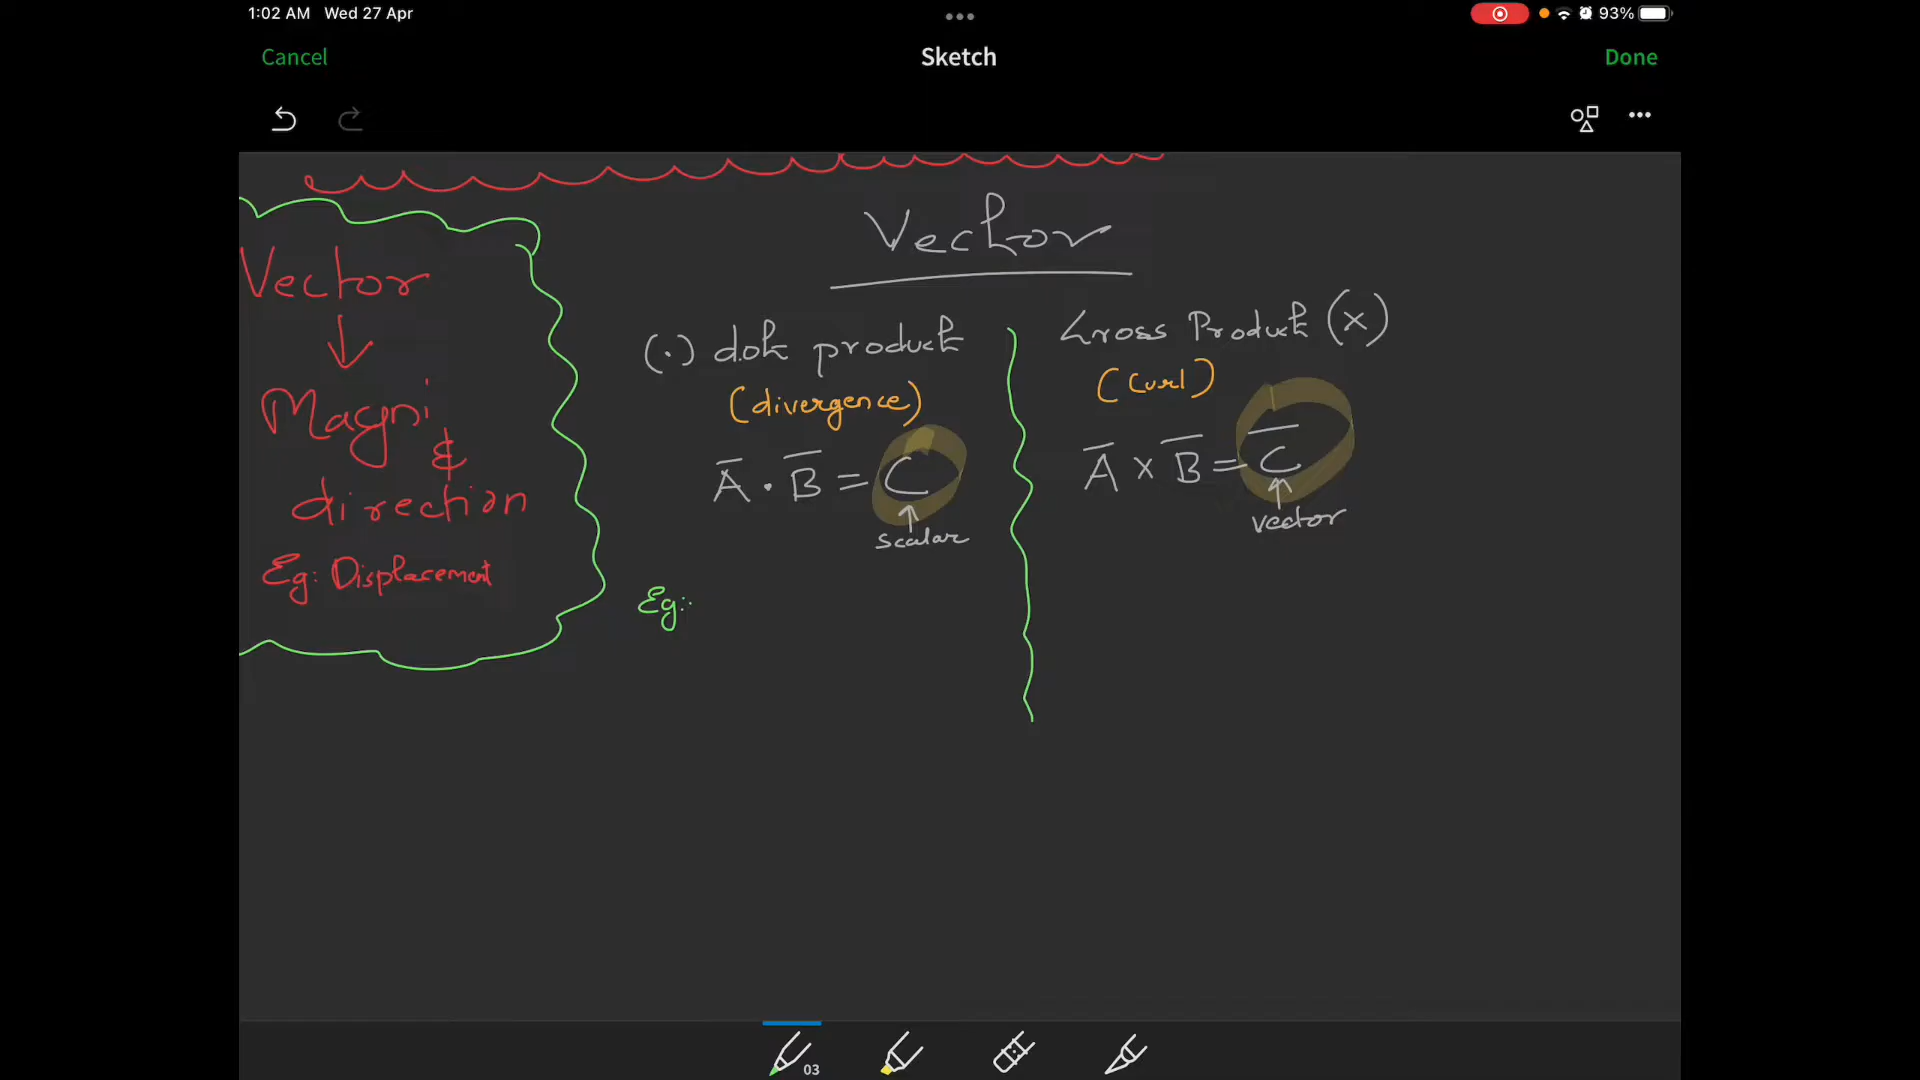 1:02 AM Wed 27 Apr
93%
Cancel
Sketch
Done
Vector
Vector
↓
Magni
&
direction
Eg: Displacement
(.) dot product
(divergence)
A̅ . B̅ = C
↑
scalar
Eg:
Cross Product (x)
(Curl)
A̅ x B̅ = C̅
↑
vector
03